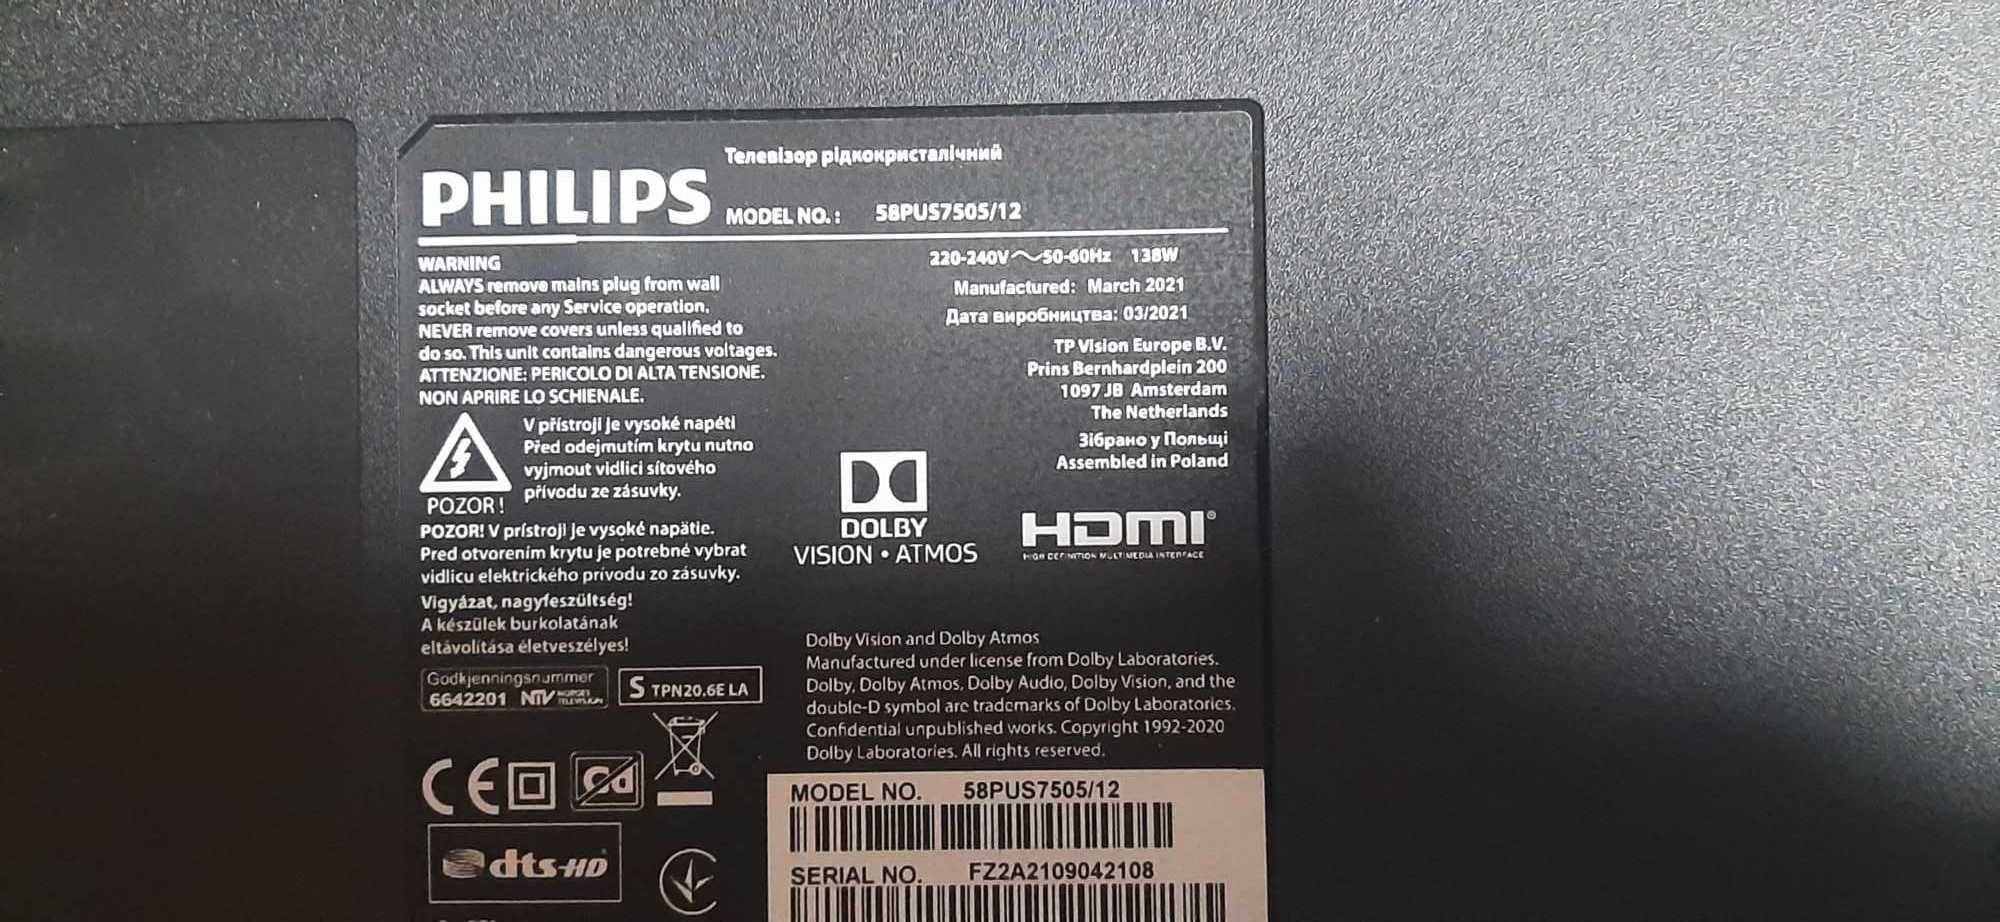 Телевізор рідкокристалічний
PHILIPS MODEL NO.: 58PUS7505/12
WARNING
ALWAYS remove mains plug from wall
socket before any Service operation.
NEVER remove covers unless qualified to
do so. This unit contains dangerous voltages.
ATTENZIONE: PERICOLO DI ALTA TENSIONE.
NON APRIRE LO SCHIENALE.
V přístroji je vysoké napětí
Před odejmutím krytu nutno
vyjmout vidlici síťového
přívodu ze zásuvky.
POZOR!
POZOR! V prístroji je vysoké napätie.
Pred otvorením krytu je potrebné vybrat
vidlicu elektrického prívodu zo zásuvky.
Vigyázat, nagyfeszültség!
A készülek burkolatának
eltávolítása életveszélyes!
Godkjenningsnummer
6642201 NTV NORGES
TELEVISJON
S TPN20.6E LA
220-240V～50-60Hz 138W
Manufactured: March 2021
Дата виробництва: 03/2021
TP Vision Europe B.V.
Prins Bernhardplein 200
1097 JB Amsterdam
The Netherlands
Зібрано у Польщі
Assembled in Poland
DOLBY
VISION • ATMOS
HDMI®
HIGH DEFINITION MULTIMEDIA INTERFACE
Dolby Vision and Dolby Atmos
Manufactured under license from Dolby Laboratories.
Dolby, Dolby Atmos, Dolby Audio, Dolby Vision, and the
double-D symbol are trademarks of Dolby Laboratories.
Confidential unpublished works. Copyright 1992-2020
Dolby Laboratories. All rights reserved.
CE
dts-HD
MODEL NO. 58PUS7505/12
SERIAL NO. FZ2A2109042108